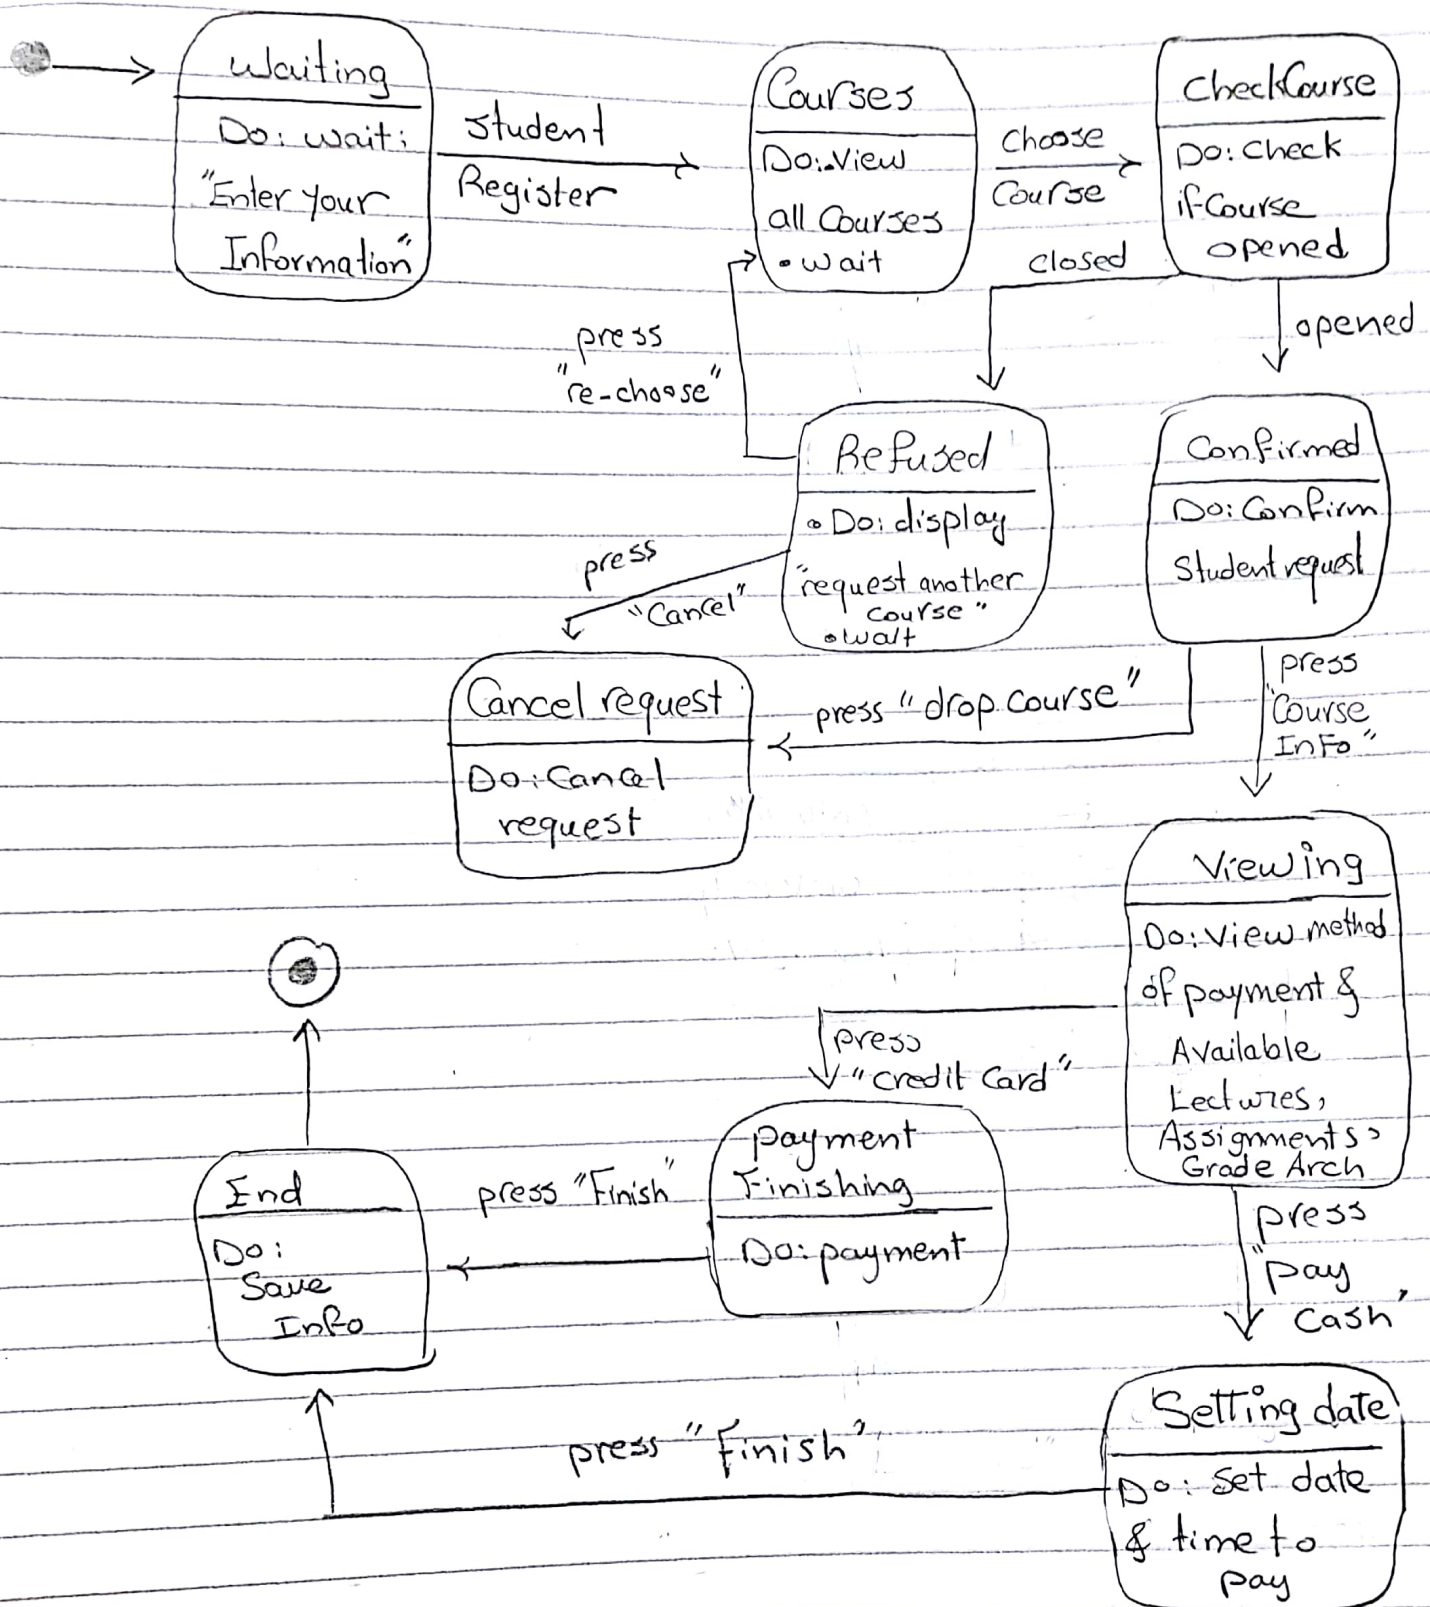 Waiting
Do: wait:
"Enter your
Information"
student
Register
Courses
Do: View
all Courses
• wait
choose
Course
CheckCourse
Do: check
if Course
opened
closed
opened
press
"re-choose"
Refused
• Do: display
"request another
course"
• wait
Confirmed
Do: Confirm
Student request
press
"Cancel"
Cancel request
Do: Cancel
request
press "drop course"
press
"Course
Info"
Viewing
Do: View method
of payment &
Available
Lectures,
Assignments,
Grade Arch
press
"credit Card"
payment
Finishing
Do: payment
press "Finish"
End
Do:
Save
Info
press
"pay
Cash"
Setting date
Do: set date
& time to
pay
press "Finish"